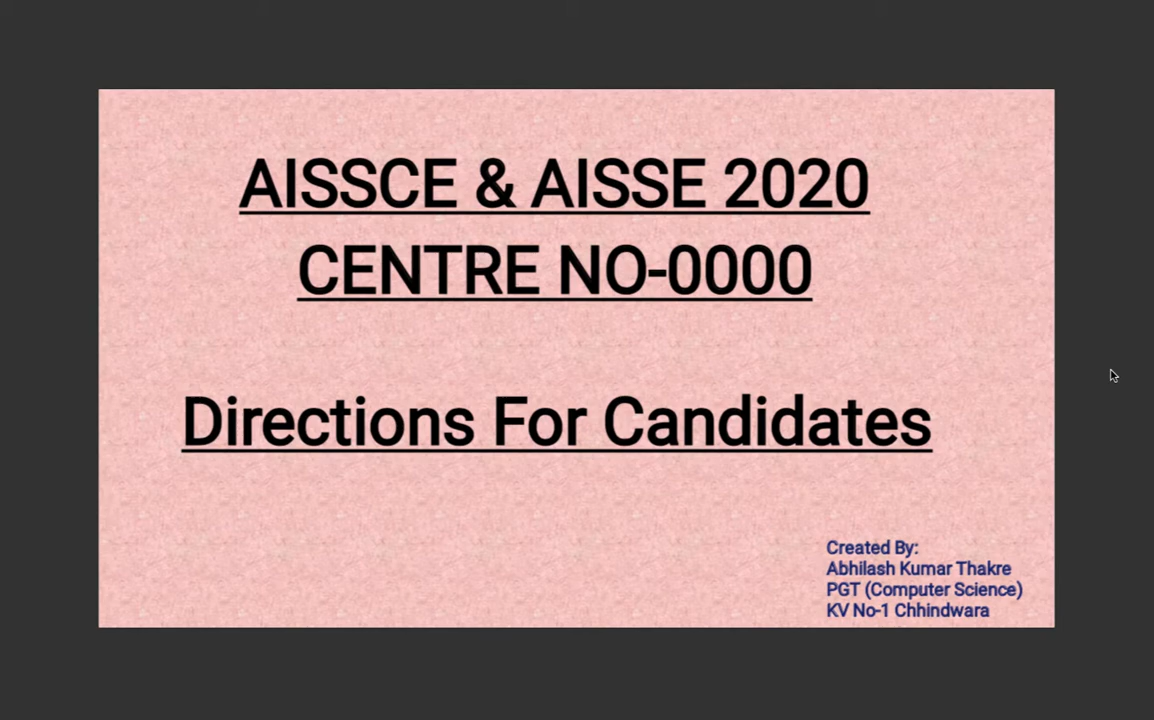 AISSCE & AISSE 2020
CENTRE NO-0000
Directions For Candidates
Created By:
Abhilash Kumar Thakre
PGT (Computer Science)
KV No-1 Chhindwara